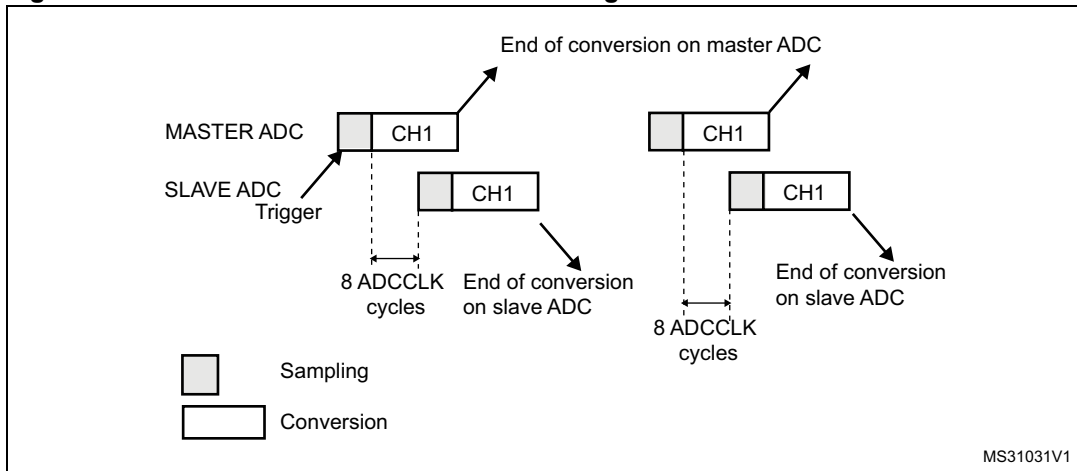 End of conversion on master ADC
MASTER ADC
CH1
CH1
SLAVE ADC
Trigger
CH1
CH1
8 ADCCLK
cycles
End of conversion
on slave ADC
8 ADCCLK
cycles
End of conversion
on slave ADC
Sampling
Conversion
MS31031V1